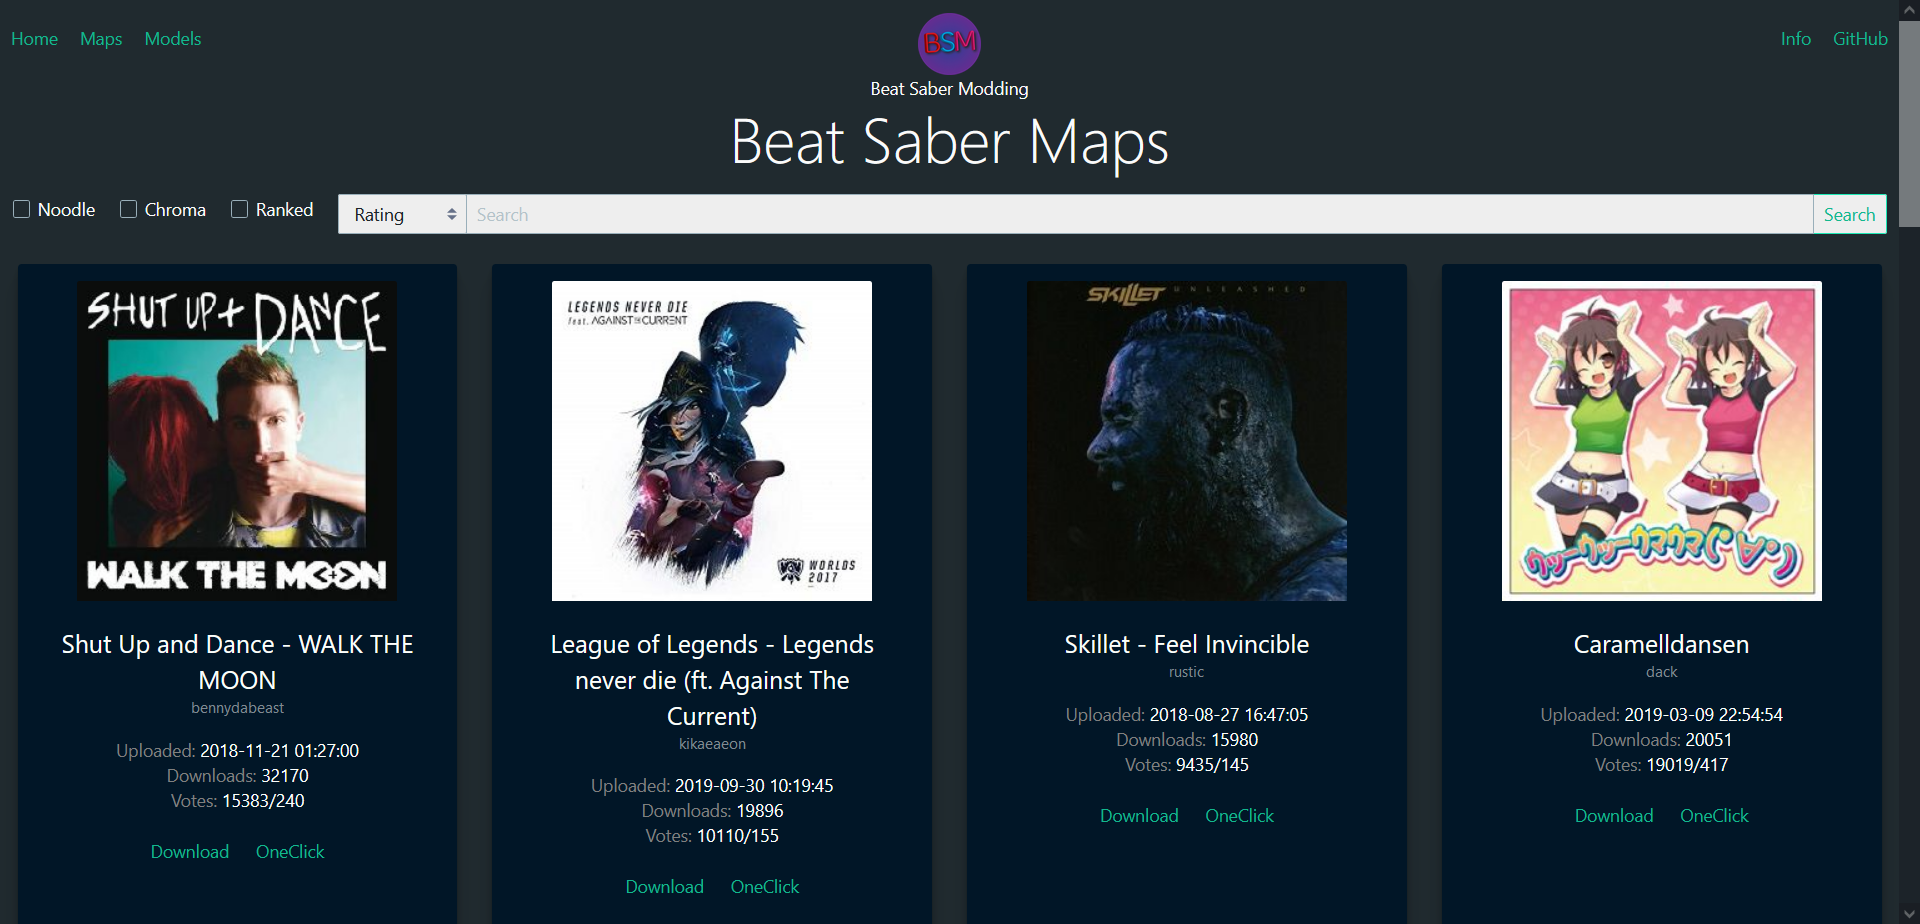 Home Maps Models
BSM
Info GitHub
Beat Saber Modding
Beat Saber Maps
Noodle Chroma Ranked Rating Search Search
SHUT UP + DANCE
WALK THE MOON
Shut Up and Dance - WALK THE
MOON
bennydabeast
Uploaded: 2018-11-21 01:27:00
Downloads: 32170
Votes: 15383/240
Download OneClick
LEGENDS NEVER DIE
feat. AGAINST THE CURRENT
WORLDS
2017
League of Legends - Legends
never die (ft. Against The
Current)
kikaeaeon
Uploaded: 2019-09-30 10:19:45
Downloads: 19896
Votes: 10110/155
Download OneClick
SKILLET UNLEASHED
Skillet - Feel Invincible
rustic
Uploaded: 2018-08-27 16:47:05
Downloads: 15980
Votes: 9435/145
Download OneClick
ウッーウッーウマウマ(゚∀゚)
Caramelldansen
dack
Uploaded: 2019-03-09 22:54:54
Downloads: 20051
Votes: 19019/417
Download OneClick